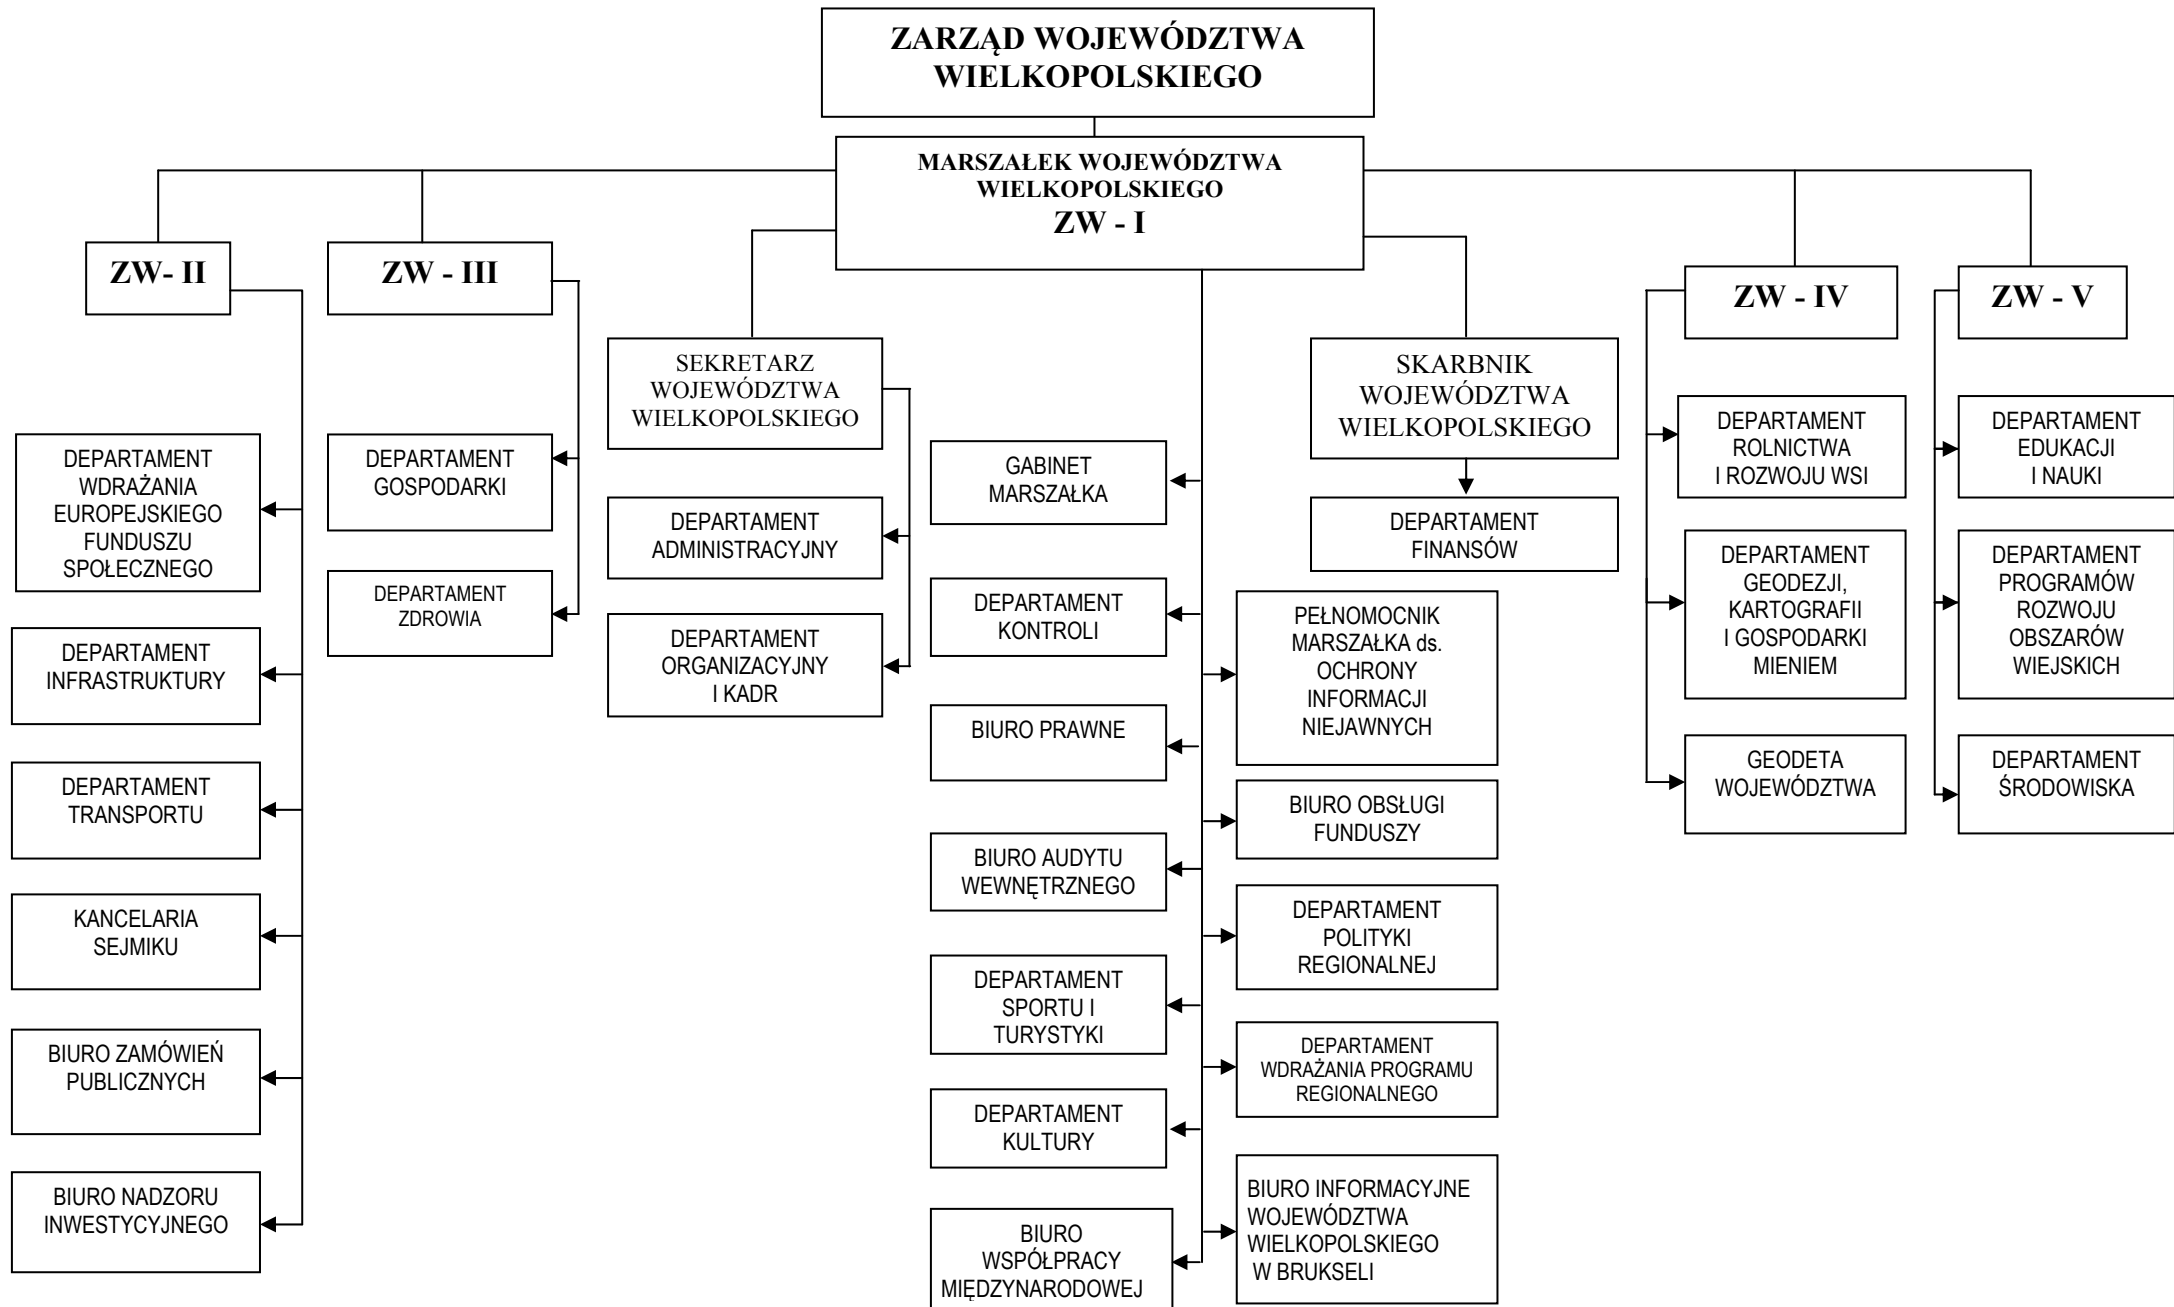 ZARZĄD WOJEWÓDZTWA
WIELKOPOLSKIEGO
MARSZAŁEK WOJEWÓDZTWA
WIELKOPOLSKIEGO
ZW - I
ZW- II
ZW - III
ZW - IV
ZW - V
DEPARTAMENT
WDRAŻANIA
EUROPEJSKIEGO
FUNDUSZU
SPOŁECZNEGO
DEPARTAMENT
INFRASTRUKTURY
DEPARTAMENT
TRANSPORTU
KANCELARIA
SEJMIKU
BIURO ZAMÓWIEŃ
PUBLICZNYCH
BIURO NADZORU
INWESTYCYJNEGO
DEPARTAMENT
GOSPODARKI
DEPARTAMENT
ZDROWIA
SEKRETARZ
WOJEWÓDZTWA
WIELKOPOLSKIEGO
DEPARTAMENT
ADMINISTRACYJNY
DEPARTAMENT
ORGANIZACYJNY
I KADR
GABINET
MARSZAŁKA
DEPARTAMENT
KONTROLI
BIURO PRAWNE
BIURO AUDYTU
WEWNĘTRZNEGO
DEPARTAMENT
SPORTU I
TURYSTYKI
DEPARTAMENT
KULTURY
BIURO
WSPÓŁPRACY
MIĘDZYNARODOWEJ
PEŁNOMOCNIK
MARSZAŁKA ds.
OCHRONY
INFORMACJI
NIEJAWNYCH
BIURO OBSŁUGI
FUNDUSZY
DEPARTAMENT
POLITYKI
REGIONALNEJ
DEPARTAMENT
WDRAŻANIA PROGRAMU
REGIONALNEGO
BIURO INFORMACYJNE
WOJEWÓDZTWA
WIELKOPOLSKIEGO
W BRUKSELI
SKARBNIK
WOJEWÓDZTWA
WIELKOPOLSKIEGO
DEPARTAMENT
FINANSÓW
DEPARTAMENT
ROLNICTWA
I ROZWOJU WSI
DEPARTAMENT
GEODEZJI,
KARTOGRAFII
I GOSPODARKI
MIENIEM
GEODETA
WOJEWÓDZTWA
DEPARTAMENT
EDUKACJI
I NAUKI
DEPARTAMENT
PROGRAMÓW
ROZWOJU
OBSZARÓW
WIEJSKICH
DEPARTAMENT
ŚRODOWISKA